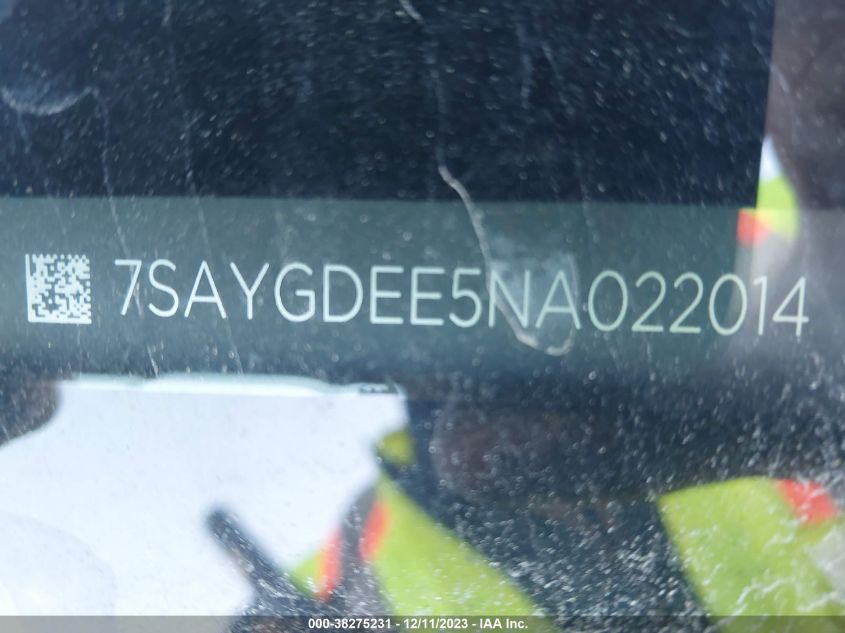 7SAYGDEE5NA022014
000-38275231 - 12/11/2023 - IAA Inc.